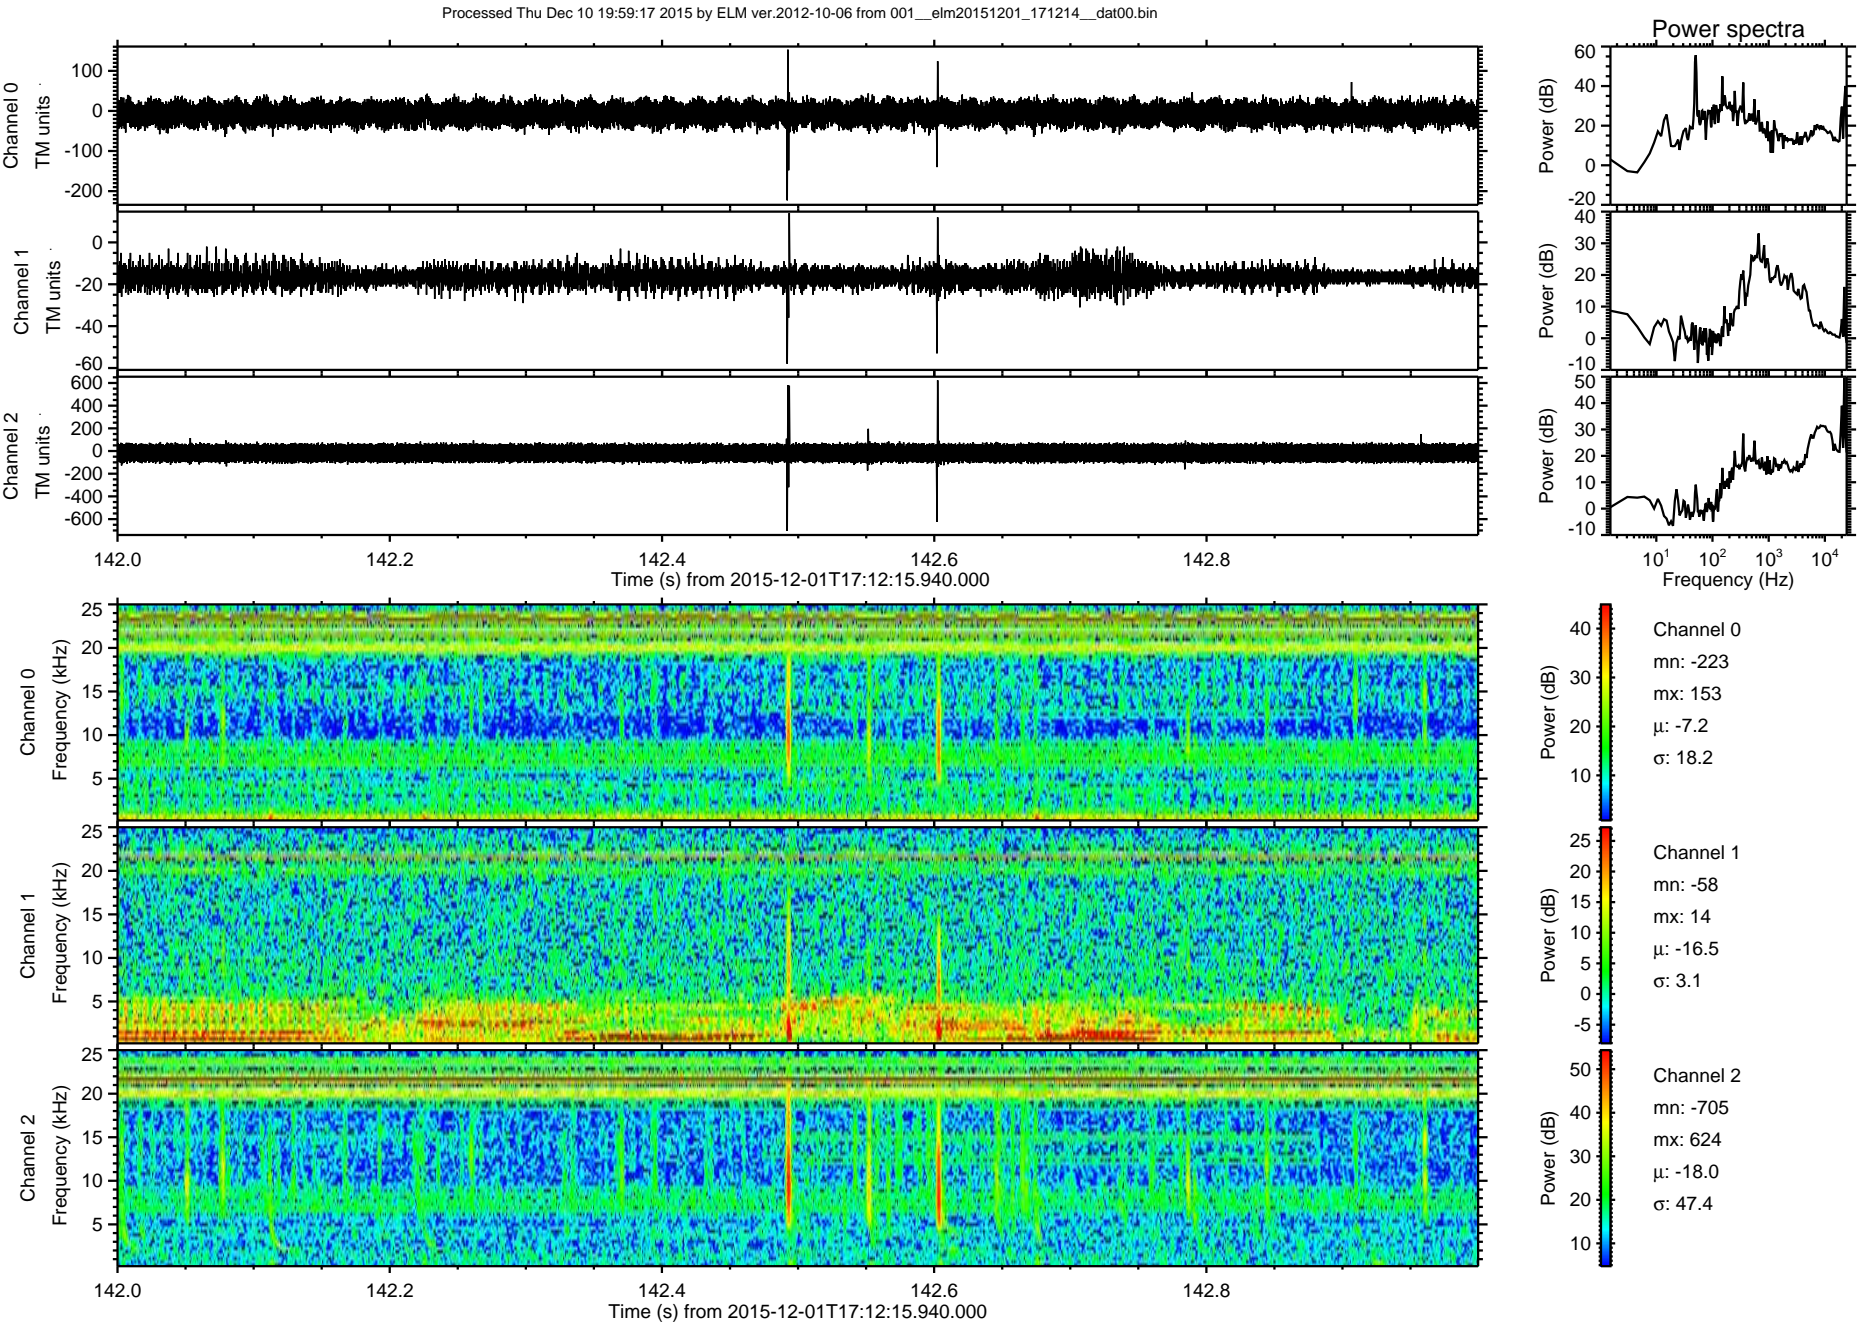 Processed Thu Dec 10 19:59:17 2015 by ELM ver.2012-10-06 from 001__elm20151201_171214__dat00.bin
Power spectra
Channel 0
TM units
100
0
-100
-200
Power (dB)
60
40
20
0
-20
Channel 1
TM units
0
-20
-40
-60
Power (dB)
40
30
20
10
0
-10
Channel 2
TM units
600
400
200
0
-200
-400
-600
Power (dB)
50
40
30
20
10
0
-10
142.0 142.2 142.4 142.6 142.8
Time (s) from 2015-12-01T17:12:15.940.000
10¹ 10² 10³ 10⁴
Frequency (Hz)
Channel 0
Frequency (kHz)
25
20
15
10
5
Power (dB)
40
30
20
10
Channel 0
mn: -223
mx: 153
μ: -7.2
σ: 18.2
Channel 1
Frequency (kHz)
25
20
15
10
5
Power (dB)
25
20
15
10
5
0
-5
Channel 1
mn: -58
mx: 14
μ: -16.5
σ: 3.1
Channel 2
Frequency (kHz)
25
20
15
10
5
Power (dB)
50
40
30
20
10
Channel 2
mn: -705
mx: 624
μ: -18.0
σ: 47.4
142.0 142.2 142.4 142.6 142.8
Time (s) from 2015-12-01T17:12:15.940.000